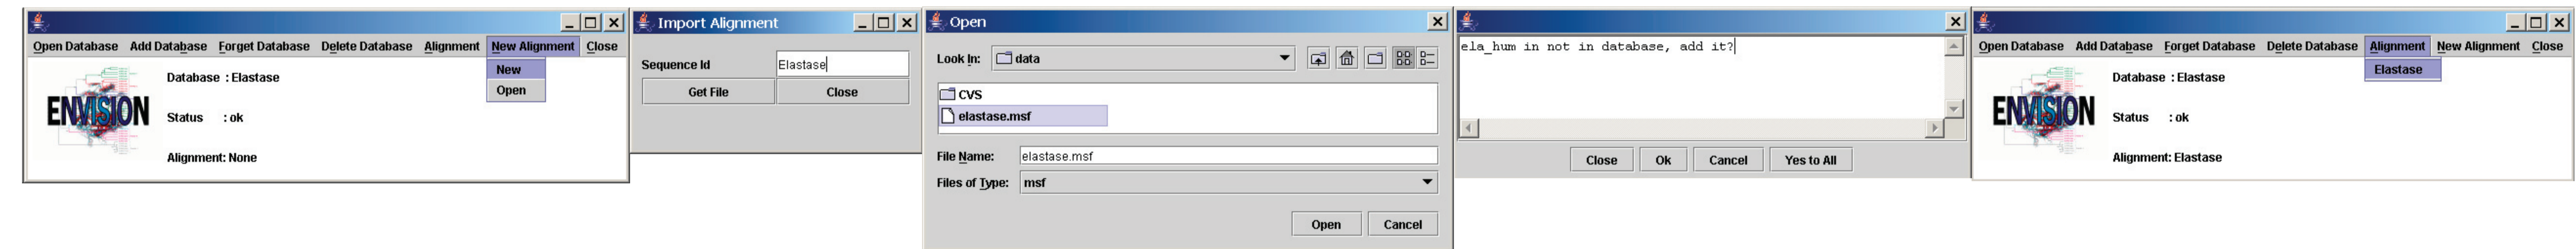 Open Database Add Database Forget Database Delete Database Alignment New Alignment Close
New
Open
ENVISION
Database : Elastase
Status : ok
Alignment: None
Import Alignment
Sequence Id Elastase
Get File Close
Open
Look In: data
CVS
elastase.msf
File Name: elastase.msf
Files of Type: msf
Open Cancel
ela_hum in not in database, add it?
Close Ok Cancel Yes to All
Open Database Add Database Forget Database Delete Database Alignment New Alignment Close
Elastase
ENVISION
Database : Elastase
Status : ok
Alignment: Elastase